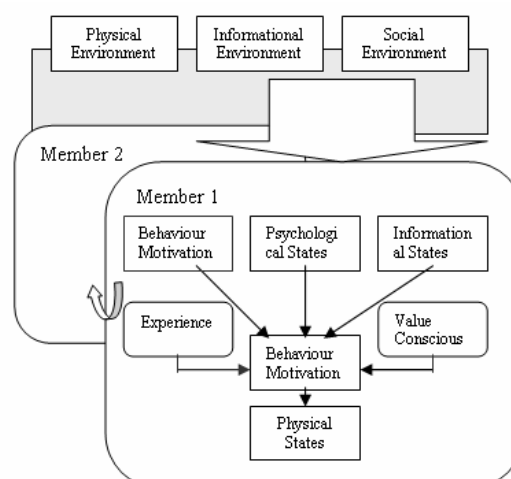 Physical
Environment
Informational
Environment
Social
Environment
Member 2
Member 1
Behaviour
Motivation
Psychologi
cal States
Information
al States
Experience
Value
Conscious
Behaviour
Motivation
Physical
States